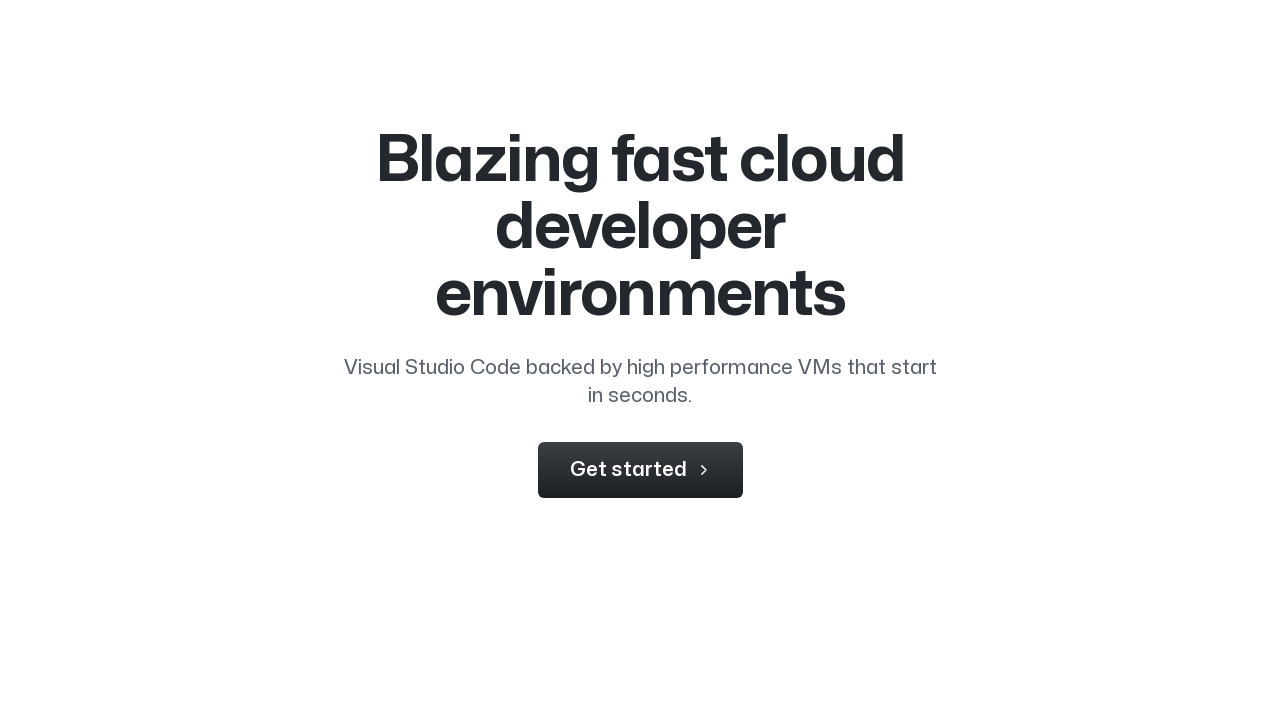 Blazing fast cloud
developer
environments
Visual Studio Code backed by high performance VMs that start
in seconds.
Get started